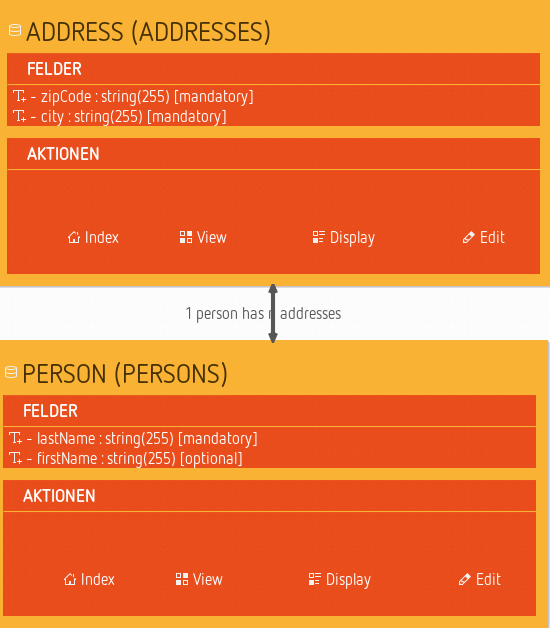 ADDRESS (ADDRESSES)
FELDER
- zipCode : string(255) [mandatory]
- city : string(255) [mandatory]
AKTIONEN
Index View Display Edit
1 person has n addresses
PERSON (PERSONS)
FELDER
- lastName : string(255) [mandatory]
- firstName : string(255) [optional]
AKTIONEN
Index View Display Edit